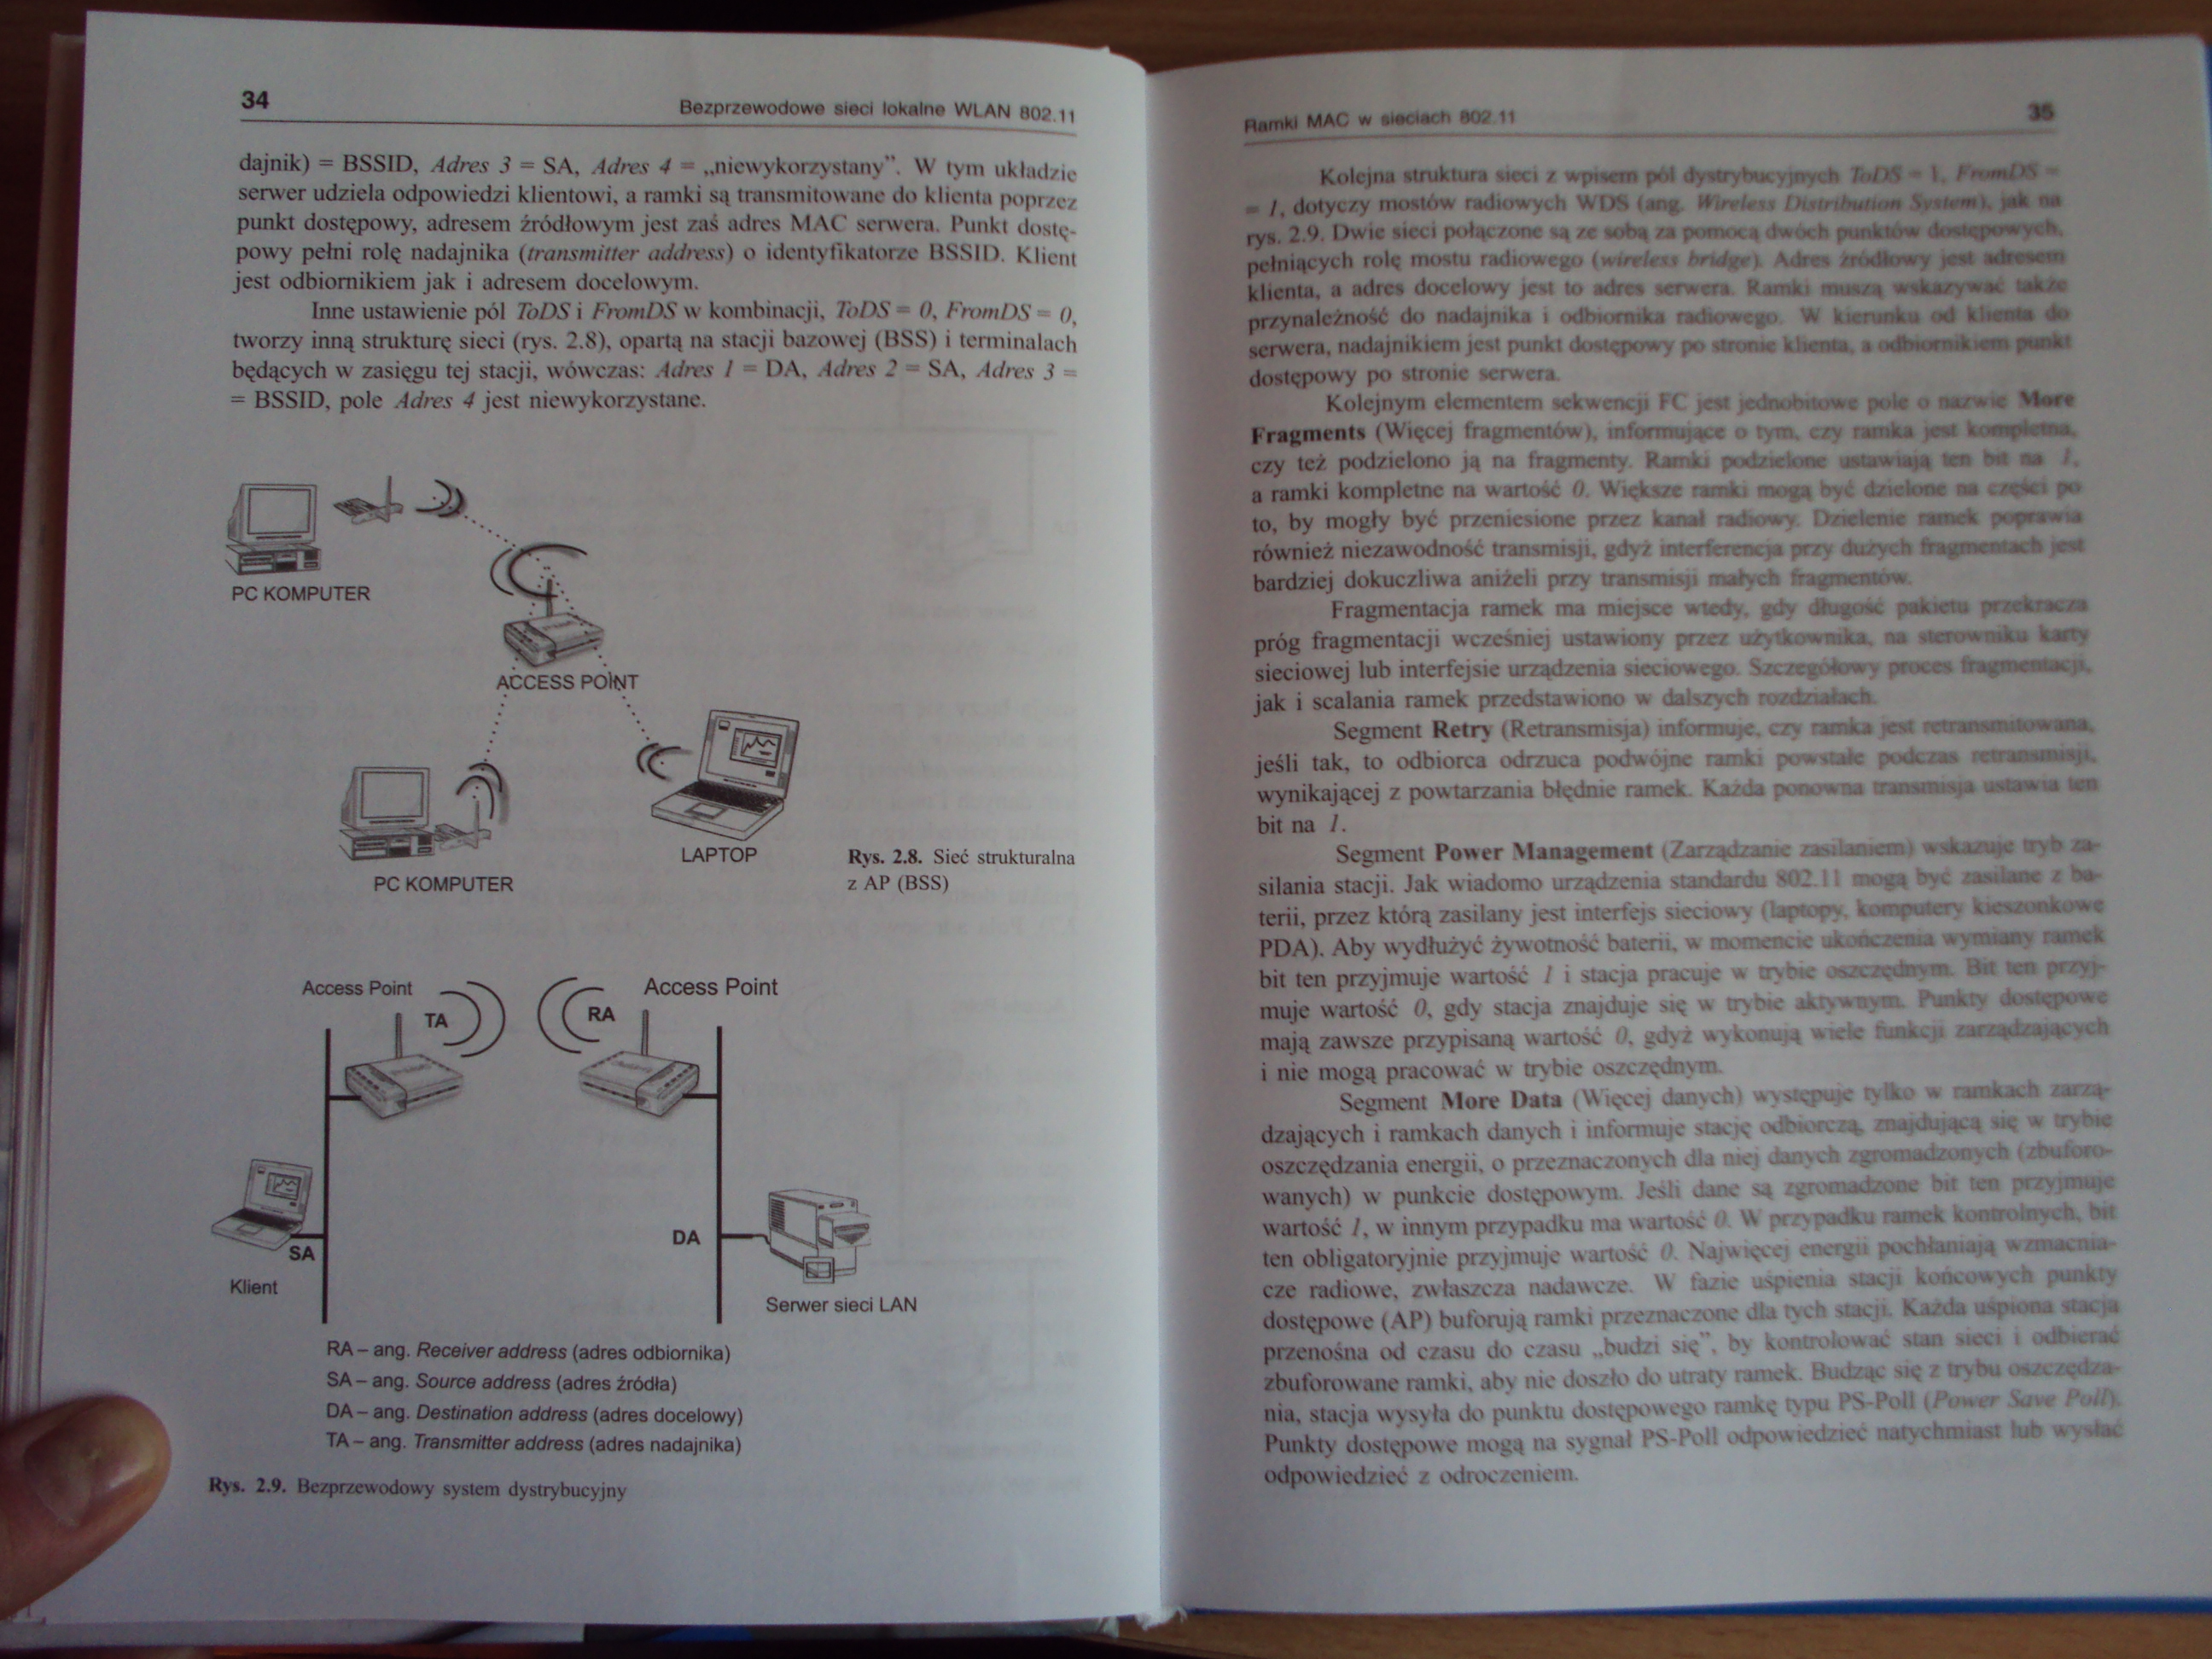 34
Bezprzewodowe sieci lokalne WLAN 802.11
dajnik) = BSSID, Adres 3 = SA, Adres 4 = „niewykorzystany”. W tym układzie
serwer udziela odpowiedzi klientowi, a ramki są transmitowane do klienta poprzez
punkt dostępowy, adresem źródłowym jest zaś adres MAC serwera. Punkt dostę-
powy pełni rolę nadajnika (transmitter address) o identyfikatorze BSSID. Klient
jest odbiornikiem jak i adresem docelowym.
Inne ustawienie pól ToDS i FromDS w kombinacji, ToDS = 0, FromDS = 0,
tworzy inną strukturę sieci (rys. 2.8), opartą na stacji bazowej (BSS) i terminalach
będących w zasięgu tej stacji, wówczas: Adres 1 = DA, Adres 2 = SA, Adres 3 =
= BSSID, pole Adres 4 jest niewykorzystane.
PC KOMPUTER
ACCESS POINT
LAPTOP
PC KOMPUTER
Rys. 2.8. Sieć strukturalna
z AP (BSS)
Access Point
TA
RA
Access Point
SA
Klient
DA
Serwer sieci LAN
RA – ang. Receiver address (adres odbiornika)
SA – ang. Source address (adres źródła)
DA – ang. Destination address (adres docelowy)
TA – ang. Transmitter address (adres nadajnika)
Rys. 2.9. Bezprzewodowy system dystrybucyjny
Ramki MAC w sieciach 802.11
35
Kolejna struktura sieci z wpisem pól dystrybucyjnych ToDS = 1, FromDS =
= 1, dotyczy mostów radiowych WDS (ang. Wireless Distribution System), jak na
rys. 2.9. Dwie sieci połączone są ze sobą za pomocą dwóch punktów dostępowych,
pełniących rolę mostu radiowego (wireless bridge). Adres źródłowy jest adresem
klienta, a adres docelowy jest to adres serwera. Ramki muszą wskazywać także
przynależność do nadajnika i odbiornika radiowego. W kierunku od klienta do
serwera, nadajnikiem jest punkt dostępowy po stronie klienta, a odbiornikiem punkt
dostępowy po stronie serwera.
Kolejnym elementem sekwencji FC jest jednobitowe pole o nazwie More
Fragments (Więcej fragmentów), informujące o tym, czy ramka jest kompletna,
czy też podzielono ją na fragmenty. Ramki podzielone ustawiają ten bit na 1,
a ramki kompletne na wartość 0. Większe ramki mogą być dzielone na części po
to, by mogły być przeniesione przez kanał radiowy. Dzielenie ramek poprawia
również niezawodność transmisji, gdyż interferencja przy dużych fragmentach jest
bardziej dokuczliwa aniżeli przy transmisji małych fragmentów.
Fragmentacja ramek ma miejsce wtedy, gdy długość pakietu przekracza
próg fragmentacji wcześniej ustawiony przez użytkownika, na sterowniku karty
sieciowej lub interfejsie urządzenia sieciowego. Szczegółowy proces fragmentacji,
jak i scalania ramek przedstawiono w dalszych rozdziałach.
Segment Retry (Retransmisja) informuje, czy ramka jest retransmitowana,
jeśli tak, to odbiorca odrzuca podwójne ramki powstałe podczas retransmisji,
wynikającej z powtarzania błędnie ramek. Każda ponowna transmisja ustawia ten
bit na 1.
Segment Power Management (Zarządzanie zasilaniem) wskazuje tryb za-
silania stacji. Jak wiadomo urządzenia standardu 802.11 mogą być zasilane z ba-
terii, przez którą zasilany jest interfejs sieciowy (laptopy, komputery kieszonkowe
PDA). Aby wydłużyć żywotność baterii, w momencie ukończenia wymiany ramek
bit ten przyjmuje wartość 1 i stacja pracuje w trybie oszczędnym. Bit ten przyj-
muje wartość 0, gdy stacja znajduje się w trybie aktywnym. Punkty dostępowe
mają zawsze przypisaną wartość 0, gdyż wykonują wiele funkcji zarządzających
i nie mogą pracować w trybie oszczędnym.
Segment More Data (Więcej danych) występuje tylko w ramkach zarzą-
dzających i ramkach danych i informuje stację odbiorczą, znajdującą się w trybie
oszczędzania energii, o przeznaczonych dla niej danych zgromadzonych (zbuforo-
wanych) w punkcie dostępowym. Jeśli dane są zgromadzone bit ten przyjmuje
wartość 1, w innym przypadku ma wartość 0. W przypadku ramek kontrolnych, bit
ten obligatoryjnie przyjmuje wartość 0. Najwięcej energii pochłaniają wzmacnia-
cze radiowe, zwłaszcza nadawcze. W fazie uśpienia stacji końcowych punkty
dostępowe (AP) buforują ramki przeznaczone dla tych stacji. Każda uśpiona stacja
przenośna od czasu do czasu „budzi się”, by kontrolować stan sieci i odbierać
zbuforowane ramki, aby nie doszło do utraty ramek. Budząc się z trybu oszczędza-
nia, stacja wysyła do punktu dostępowego ramkę typu PS-Poll (Power Save Poll).
Punkty dostępowe mogą na sygnał PS-Poll odpowiedzieć natychmiast lub wysłać
odpowiedzieć z odroczeniem.